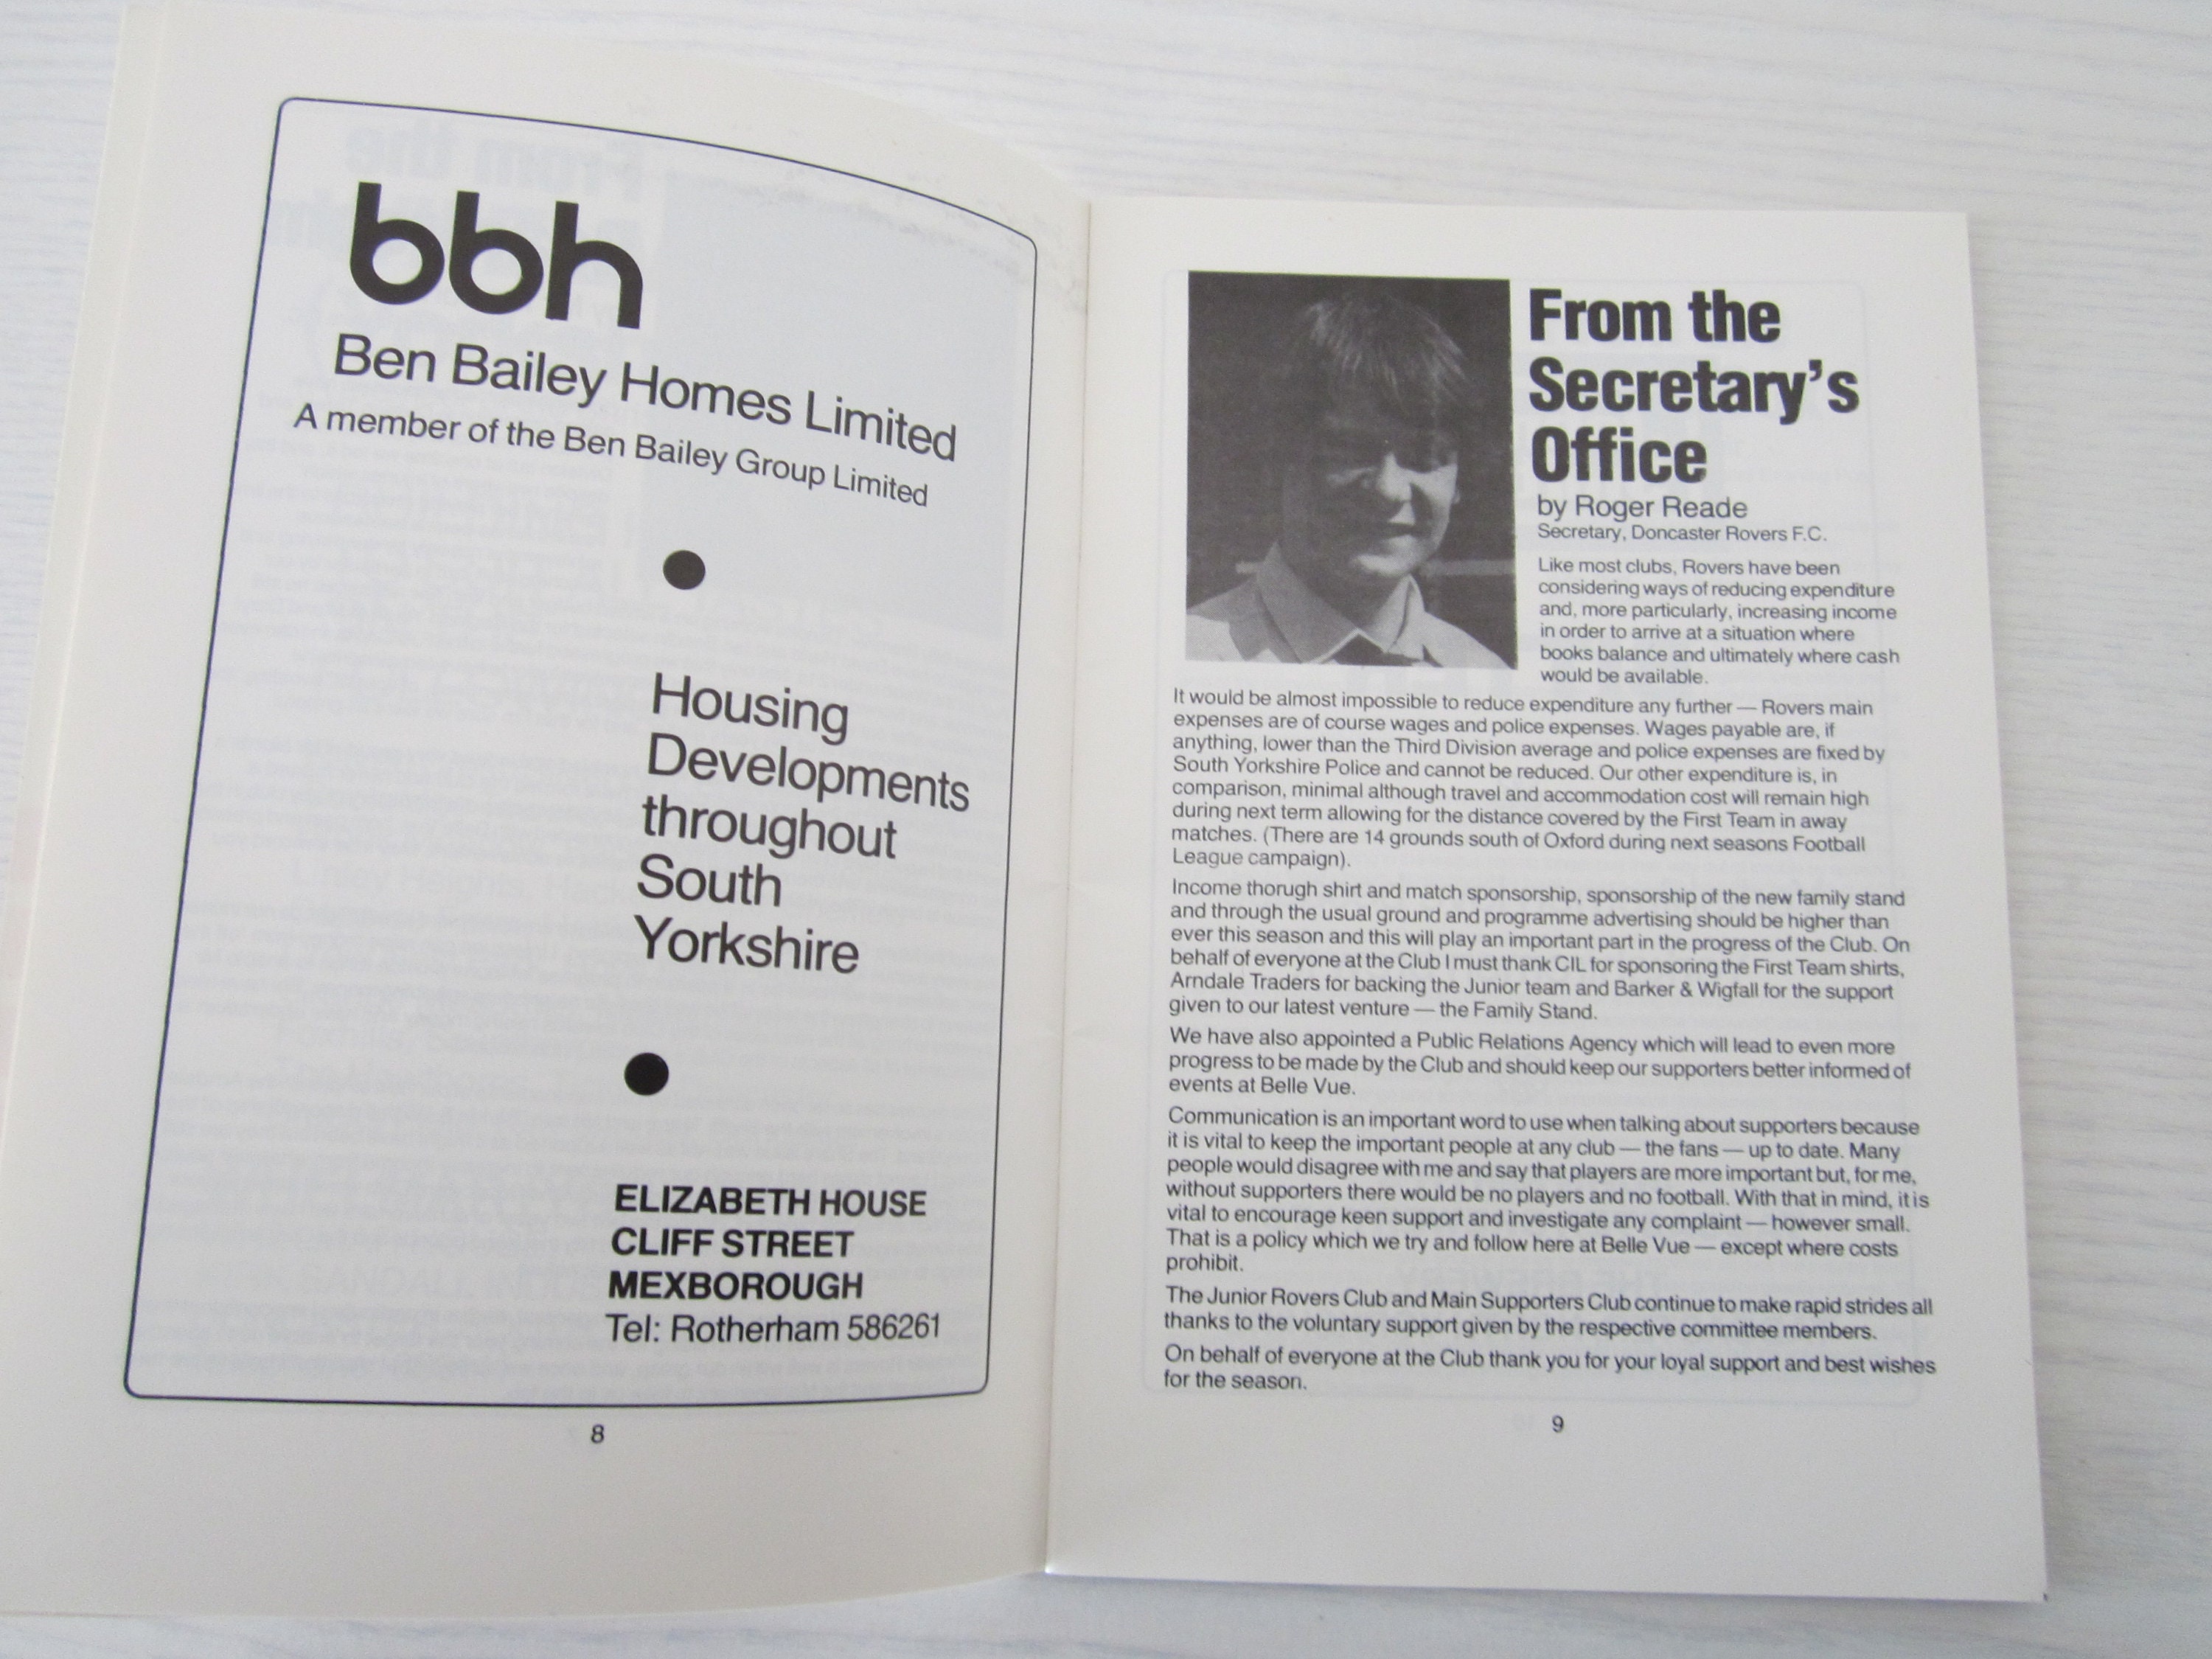 bbh
Ben Bailey Homes Limited
A member of the Ben Bailey Group Limited
Housing
Developments
throughout
South
Yorkshire
ELIZABETH HOUSE
CLIFF STREET
MEXBOROUGH
Tel: Rotherham 586261
8
From the
Secretary's
Office
by Roger Reade
Secretary, Doncaster Rovers F.C.
Like most clubs, Rovers have been
considering ways of reducing expenditure
and, more particularly, increasing income
in order to arrive at a situation where
books balance and ultimately where cash
would be available.
It would be almost impossible to reduce expenditure any further — Rovers main
expenses are of course wages and police expenses. Wages payable are, if
anything, lower than the Third Division average and police expenses are fixed by
South Yorkshire Police and cannot be reduced. Our other expenditure is, in
comparison, minimal although travel and accommodation cost will remain high
during next term allowing for the distance covered by the First Team in away
matches. (There are 14 grounds south of Oxford during next seasons Football
League campaign).
Income thorugh shirt and match sponsorship, sponsorship of the new family stand
and through the usual ground and programme advertising should be higher than
ever this season and this will play an important part in the progress of the Club. On
behalf of everyone at the Club I must thank CIL for sponsoring the First Team shirts,
Arndale Traders for backing the Junior team and Barker & Wigfall for the support
given to our latest venture — the Family Stand.
We have also appointed a Public Relations Agency which will lead to even more
progress to be made by the Club and should keep our supporters better informed of
events at Belle Vue.
Communication is an important word to use when talking about supporters because
it is vital to keep the important people at any club — the fans — up to date. Many
people would disagree with me and say that players are more important but, for me,
without supporters there would be no players and no football. With that in mind, it is
vital to encourage keen support and investigate any complaint — however small.
That is a policy which we try and follow here at Belle Vue — except where costs
prohibit.
The Junior Rovers Club and Main Supporters Club continue to make rapid strides all
thanks to the voluntary support given by the respective committee members.
On behalf of everyone at the Club thank you for your loyal support and best wishes
for the season.
9